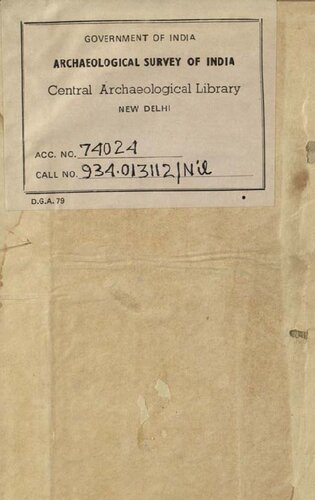 GOVERNMENT OF INDIA
ARCHAEOLOGICAL SURVEY OF INDIA
Central Archaeological Library
NEW DELHI
ACC. NO. 74024
CALL NO. 934.013112/Nil
D.G.A. 79